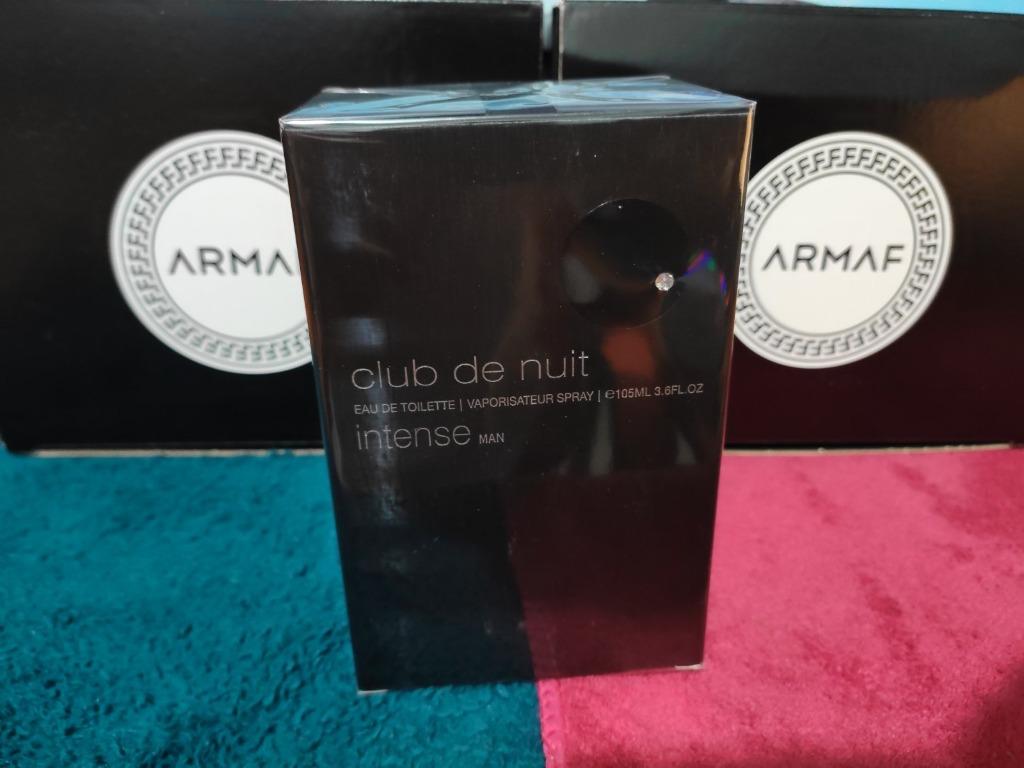 ARMA
ARMAF
club de nuit
EAU DE TOILETTE | VAPORISATEUR SPRAY | ℮105ML 3.6FL.OZ
intense MAN